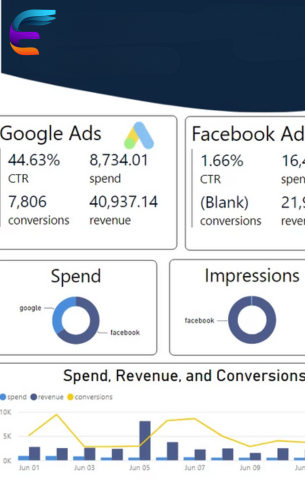 Google Ads
44.63% 8,734.01
CTR spend
7,806 40,937.14
conversions revenue
Facebook Ad
1.66% 16,4
CTR spen
(Blank) 21,9
conversions reve
Spend
google
facebook
Impressions
facebook
Spend, Revenue, and Conversions
spend revenue conversions
10K
5K
0K
Jun 01 Jun 03 Jun 05 Jun 07 Jun 09 Jun